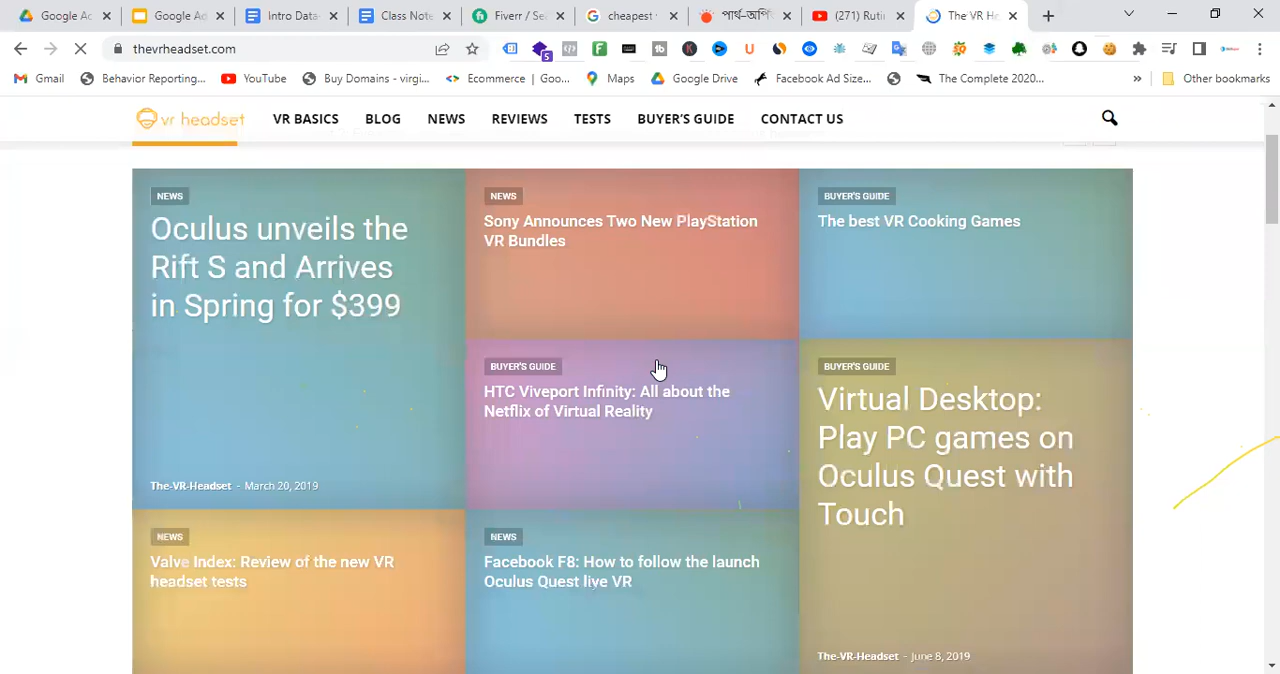 Google Ac
Google Ad
Intro Data-
Class Note
Fiverr / Sea
cheapest
পার্থ-অর্পি
(271) Ruti
The VR He
thevrheadset.com
Gmail
Behavior Reporting...
YouTube
Buy Domains - virgi...
Ecommerce | Goo...
Maps
Google Drive
Facebook Ad Size...
The Complete 2020...
»
Other bookmarks
vr headset
VR BASICS
BLOG
NEWS
REVIEWS
TESTS
BUYER'S GUIDE
CONTACT US
NEWS
Oculus unveils the
Rift S and Arrives
in Spring for $399
The-VR-Headset - March 20, 2019
NEWS
Sony Announces Two New PlayStation
VR Bundles
BUYER'S GUIDE
The best VR Cooking Games
BUYER'S GUIDE
HTC Viveport Infinity: All about the
Netflix of Virtual Reality
BUYER'S GUIDE
Virtual Desktop:
Play PC games on
Oculus Quest with
Touch
The-VR-Headset - June 8, 2019
NEWS
Valve Index: Review of the new VR
headset tests
NEWS
Facebook F8: How to follow the launch
Oculus Quest live VR